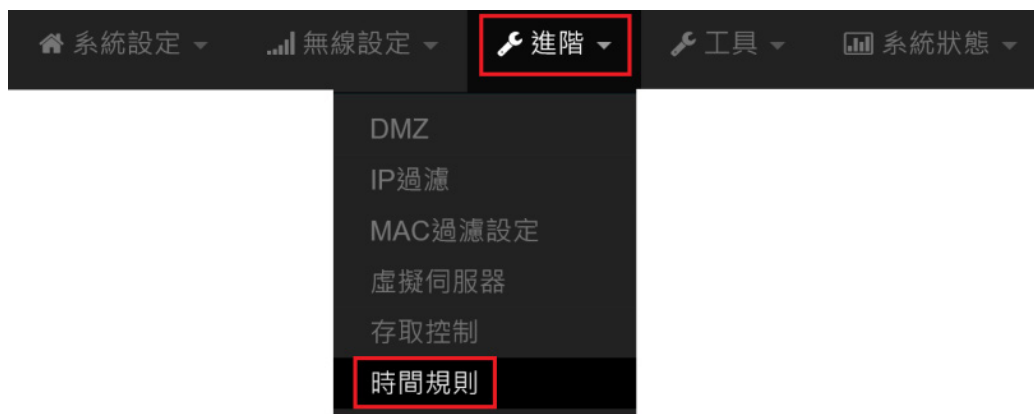 系統設定 無線設定 進階 工具 系統狀態
DMZ
IP過濾
MAC過濾設定
虛擬伺服器
存取控制
時間規則